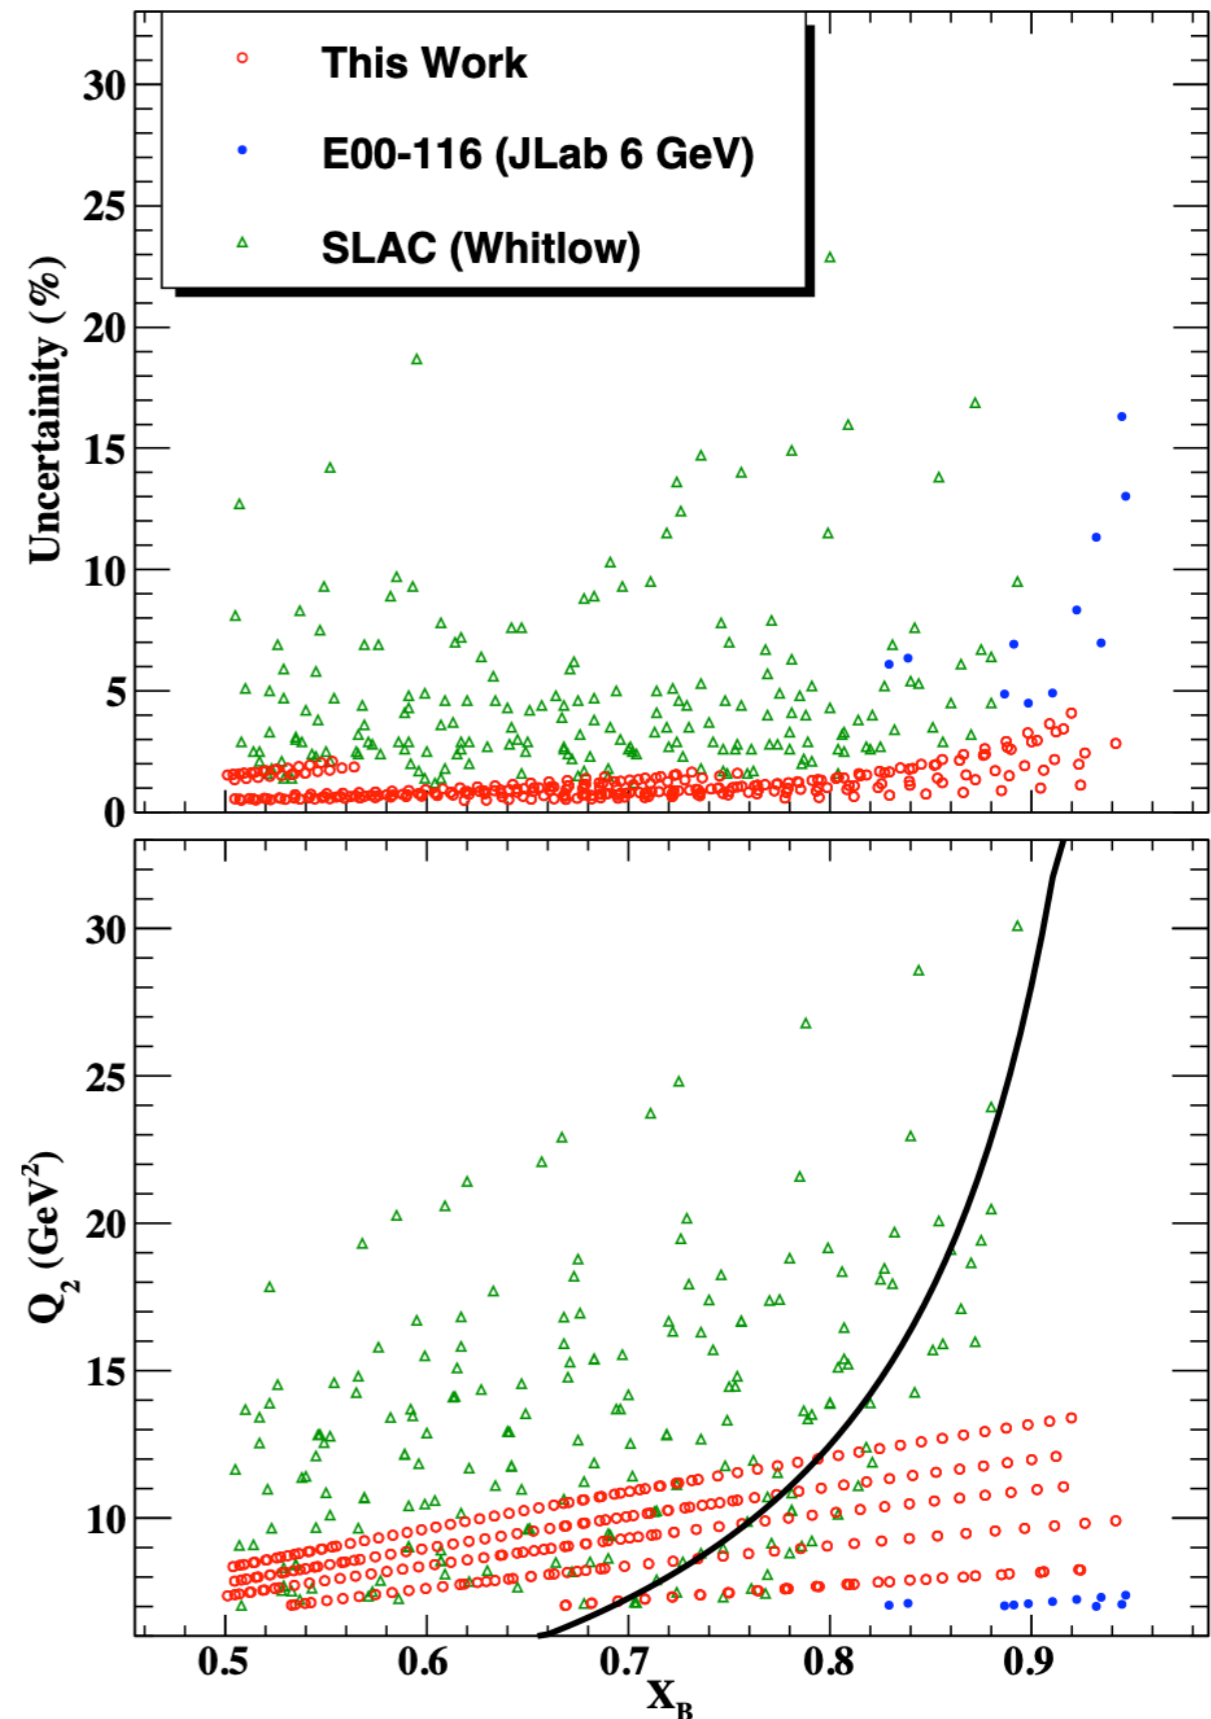 This Work
E00-116 (JLab 6 GeV)
SLAC (Whitlow)
Uncertainity (%)
30
25
20
15
10
5
0
Q₂ (GeV²)
30
25
20
15
10
0.5 0.6 0.7 0.8 0.9
X_B